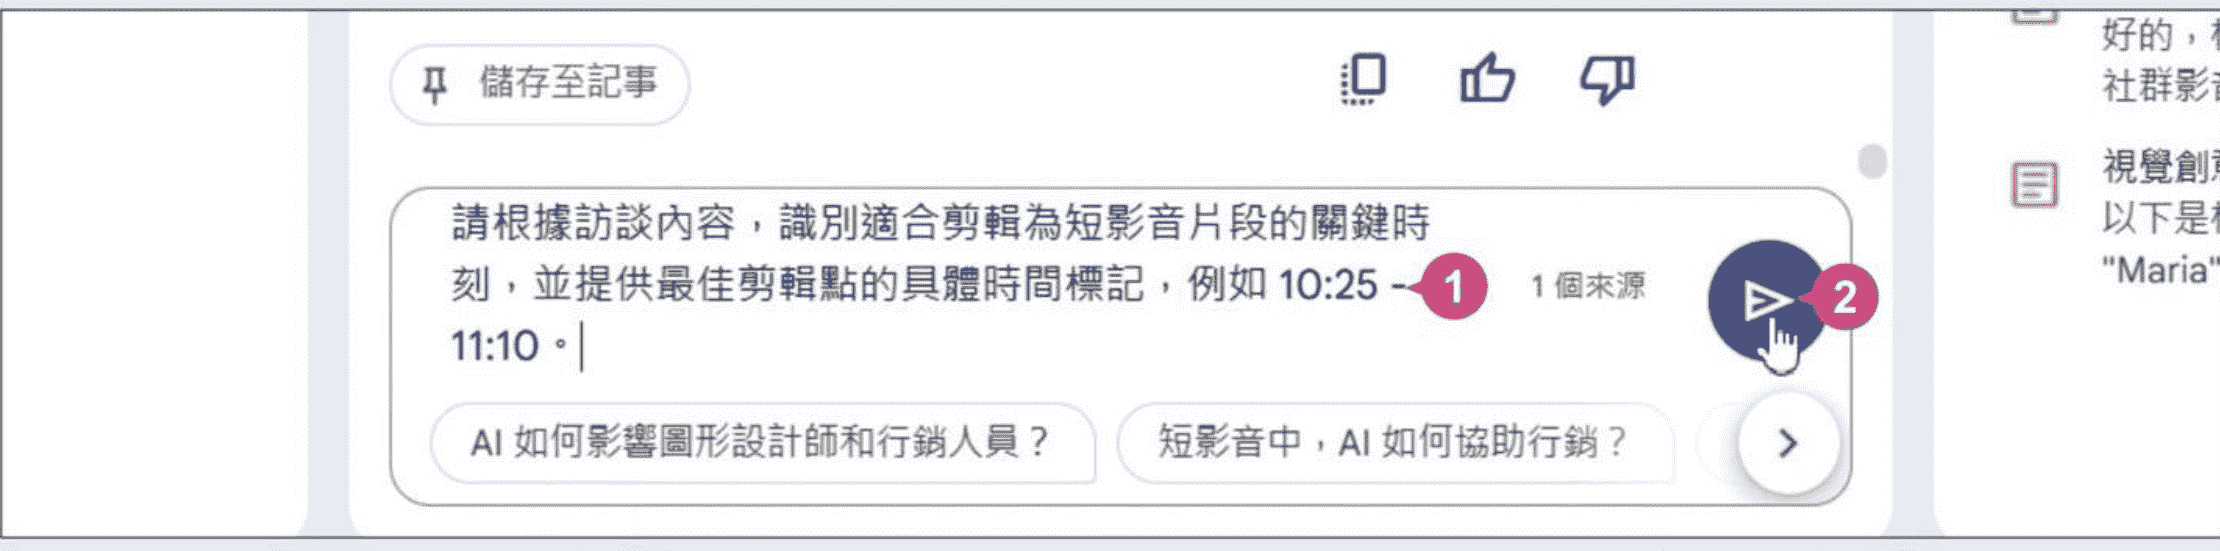 儲存至記事
請根據訪談內容，識別適合剪輯為短影音片段的關鍵時
刻，並提供最佳剪輯點的具體時間標記，例如 10:25 -
11:10。
1
1 個來源
2
AI 如何影響圖形設計師和行銷人員？
短影音中，AI 如何協助行銷？
好的，
社群影
視覺創
以下是
"Maria"